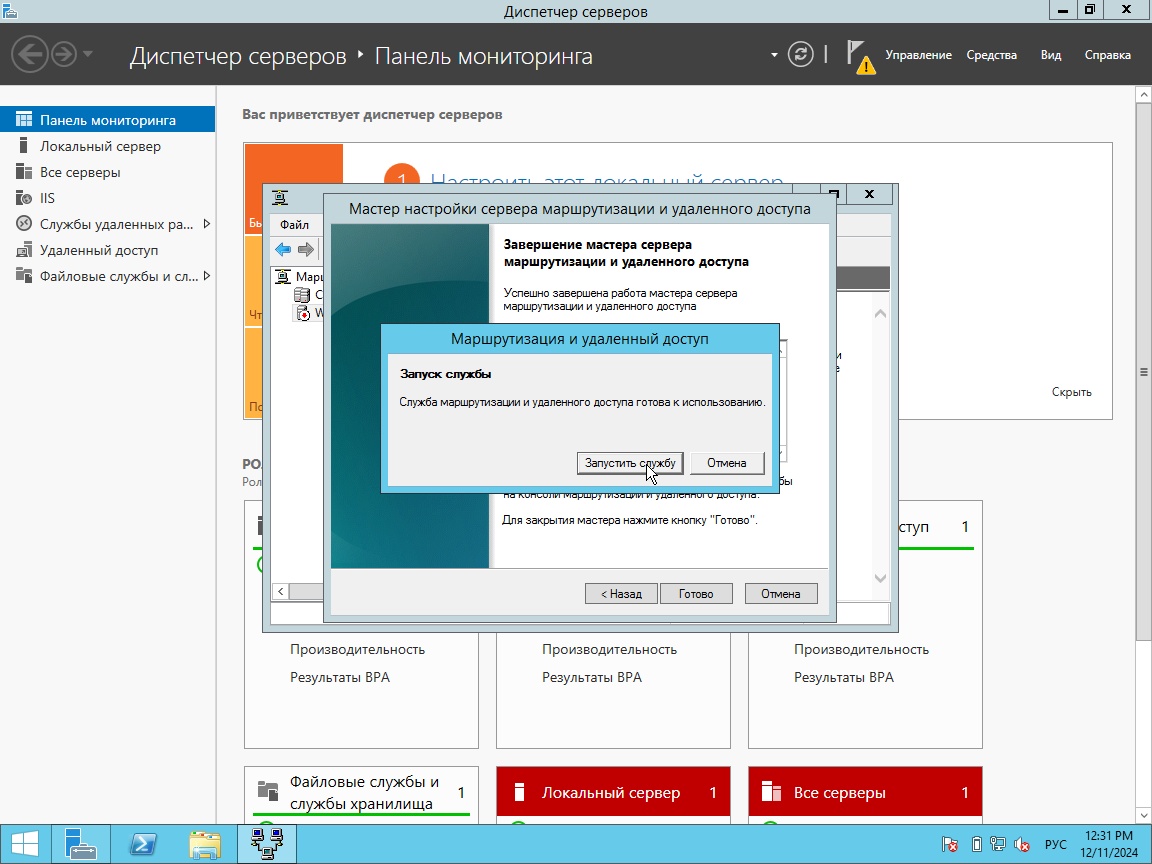 Диспетчер серверов
Диспетчер серверов
Панель мониторинга
Управление
Средства
Вид
Справка
Панель мониторинга
Локальный сервер
Все серверы
IIS
Службы удаленных ра...
Удаленный доступ
Файловые службы и сл...
Вас приветствует диспетчер серверов
1
Настроить этот локальный сервер
Скрыть
Файл
Мастер настройки сервера маршрутизации и удаленного доступа
Завершение мастера сервера
маршрутизации и удаленного доступа
Успешно завершена работа мастера сервера
маршрутизации и удаленного доступа
Маршрутизация и удаленный доступ
Запуск службы
Служба маршрутизации и удаленного доступа готова к использованию.
Запустить службу
Отмена
на консоли маршрутизации и удаленного доступа.
Для закрытия мастера нажмите кнопку "Готово".
< Назад
Готово
Отмена
1
Производительность
Результаты BPA
Производительность
Результаты BPA
Производительность
Результаты BPA
Файловые службы и
службы хранилища
1
Локальный сервер
1
Все серверы
1
РУС
12:31 PM
12/11/2024